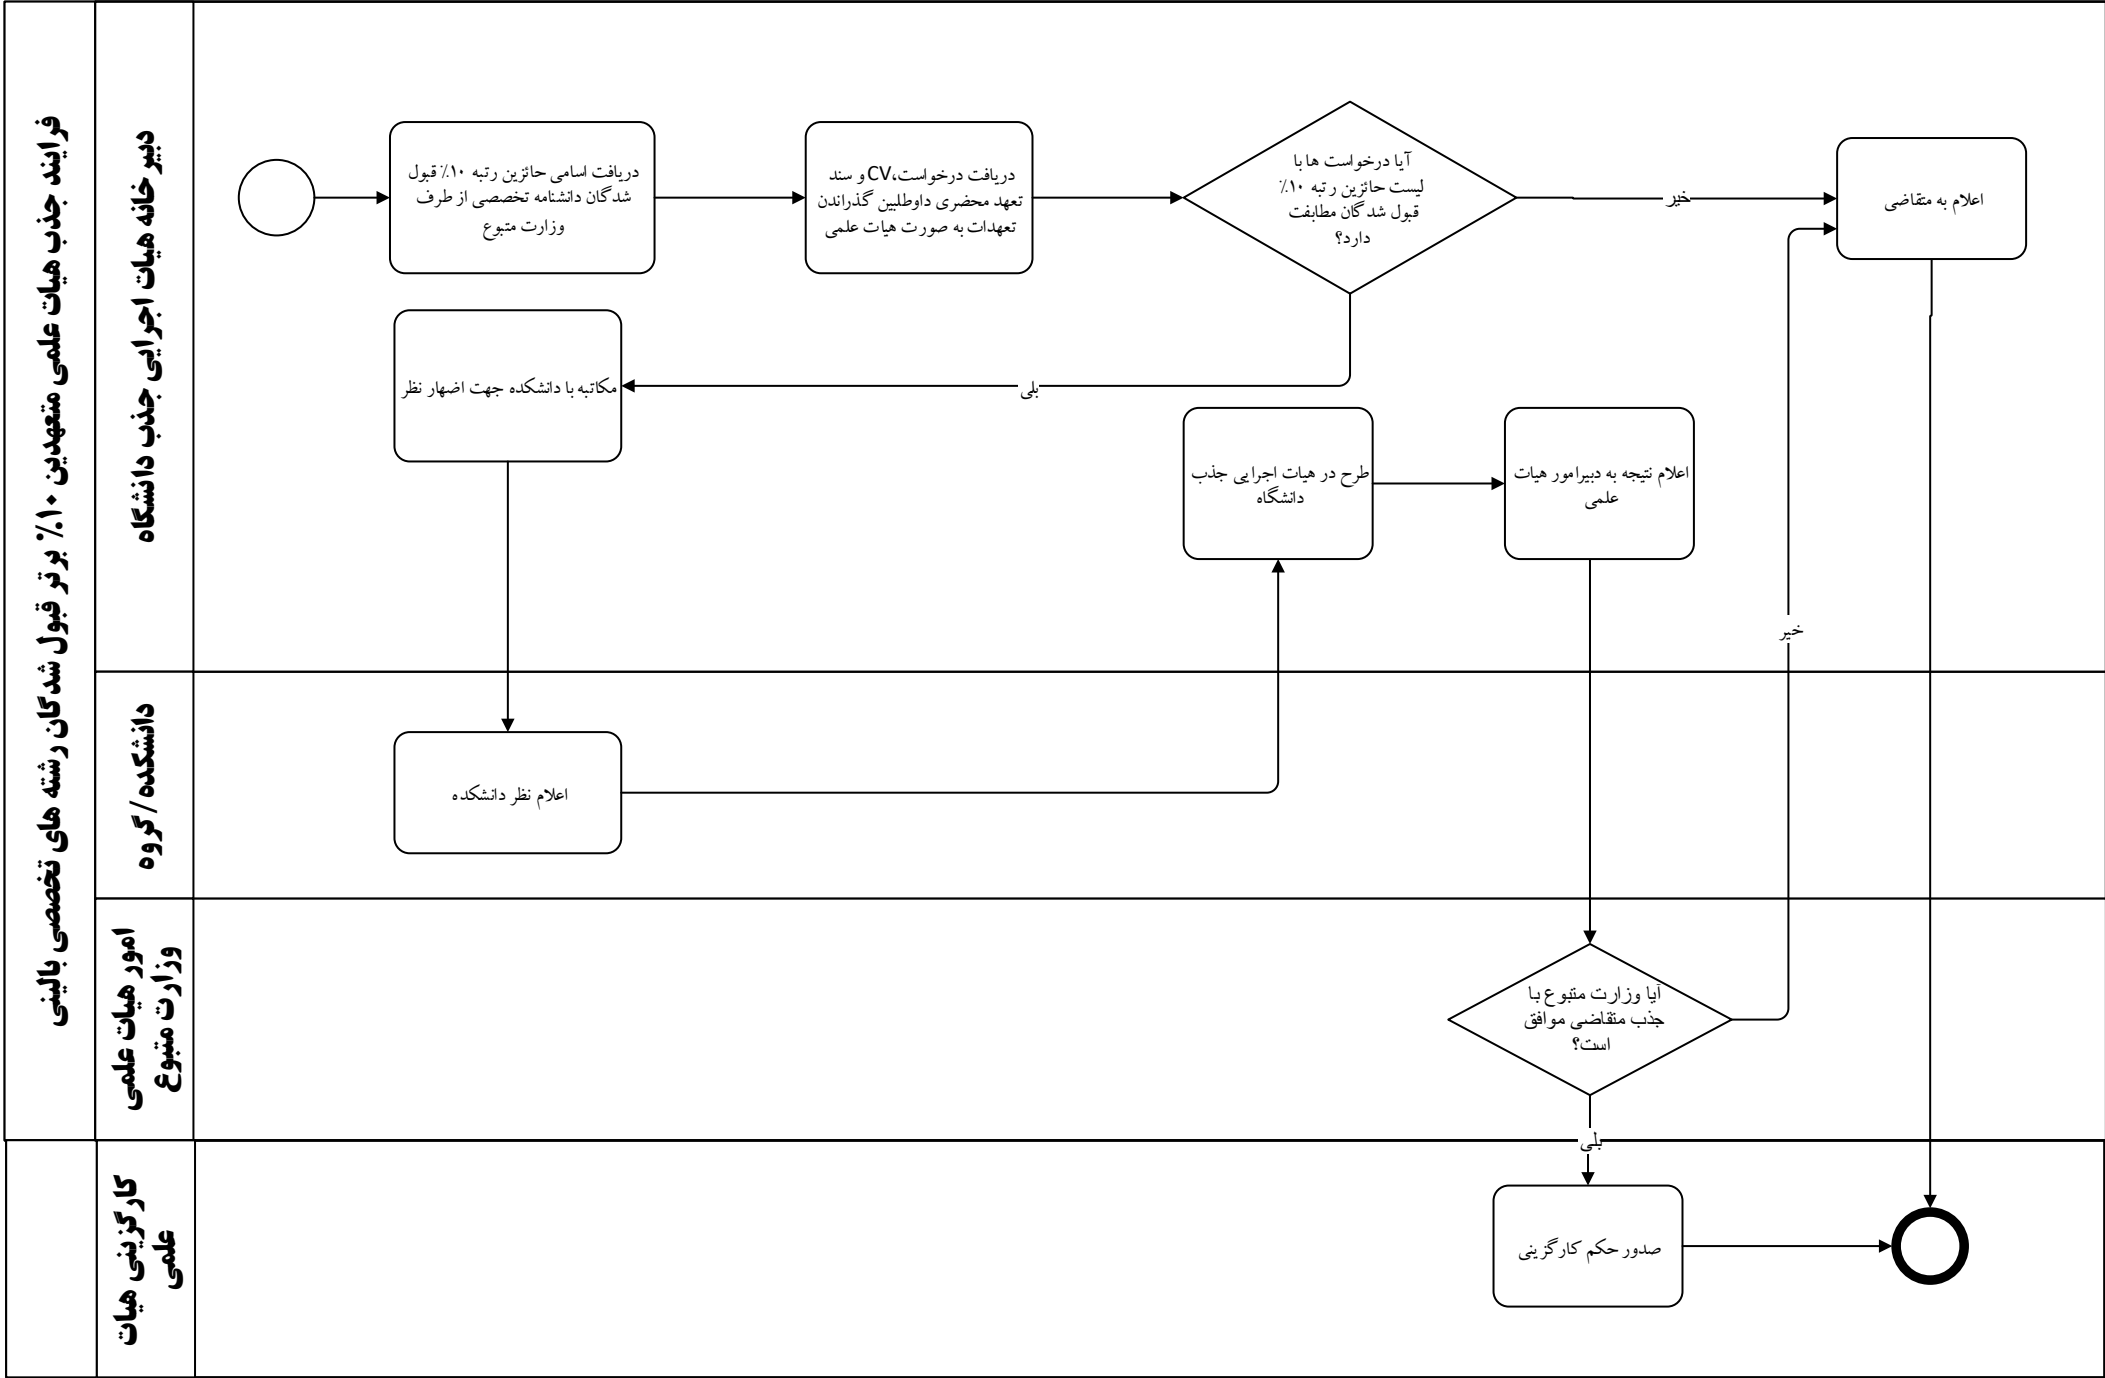 فرایند جذب هیات علمی متعهدین ۱۰٪ برتر قبول شدگان رشته های تخصصی بالینی
دبیرخانه هیات اجرایی جذب دانشگاه
دریافت اسامی حائزین رتبه ۱۰٪ قبول
شدگان دانشنامه تخصصی از طرف
وزارت متبوع
دریافت درخواست،CV و سند
تعهد محضری داوطلبین گذراندن
تعهدات به صورت هیات علمی
آیا درخواست ها با
لیست حائزین رتبه ۱۰٪
قبول شدگان مطابقت
دارد؟
خیر
اعلام به متقاضی
بلی
مکاتبه با دانشکده جهت اضهار نظر
طرح در هیات اجرایی جذب
دانشگاه
اعلام نتیجه به دبیرامور هیات
علمی
خیر
دانشکده/گروه
اعلام نظر دانشکده
امور هیات علمی
وزارت متبوع
آیا وزارت متبوع با
جذب متقاضی موافق
است؟
بلی
کارگزینی هیات
علمی
صدور حکم کارگزینی